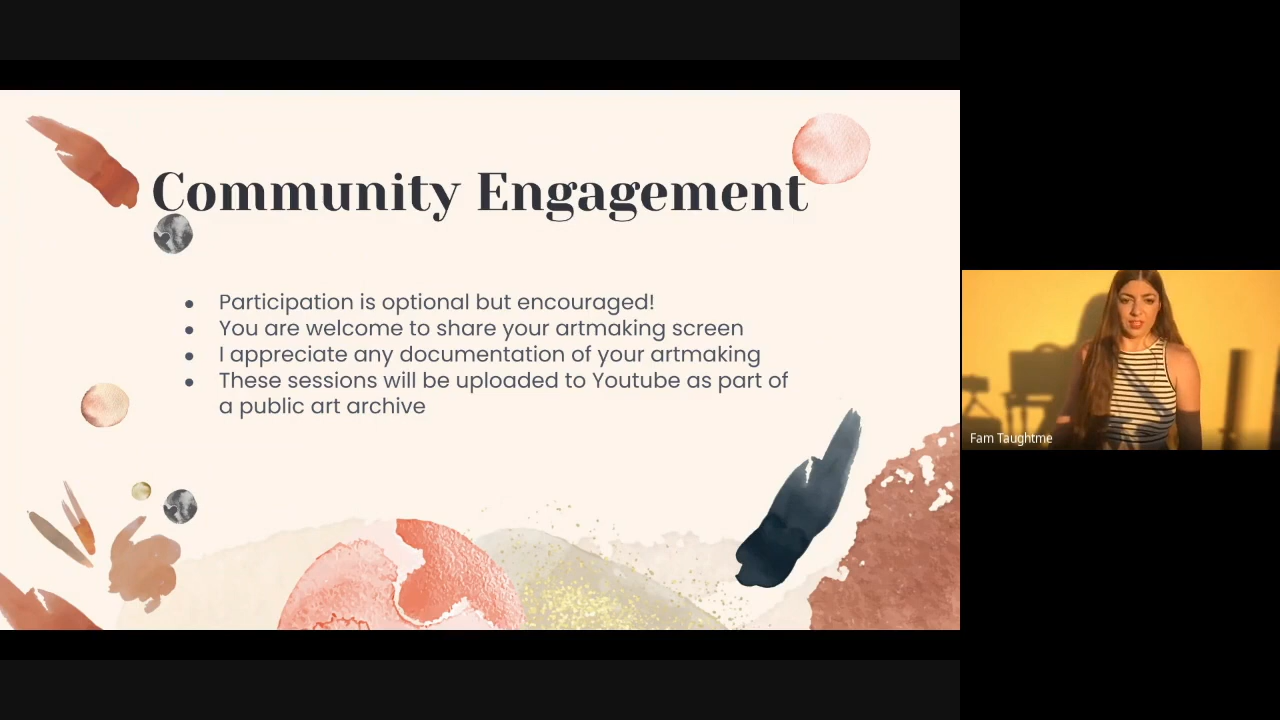 Community Engagement
● Participation is optional but encouraged!
● You are welcome to share your artmaking screen
● I appreciate any documentation of your artmaking
● These sessions will be uploaded to Youtube as part of
a public art archive
Fam Taughtme